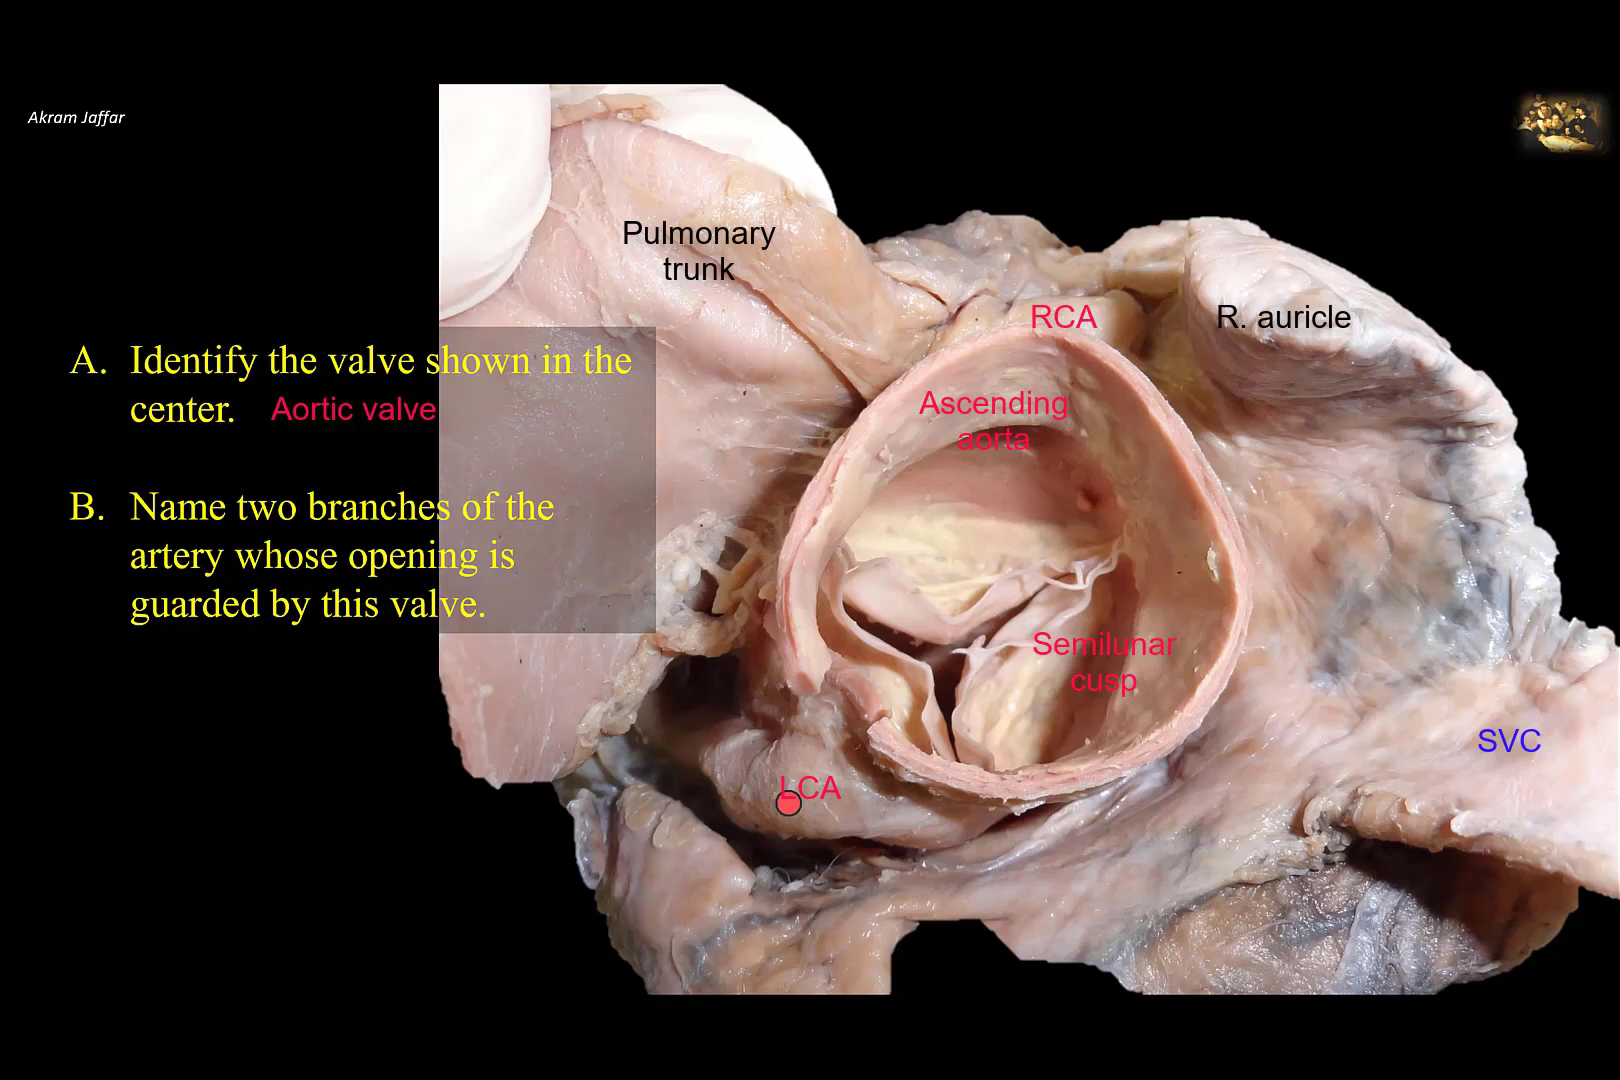 Akram Jaffar
Pulmonary
trunk
RCA
R. auricle
A. Identify the valve shown in the
center. Aortic valve
Ascending
aorta
B. Name two branches of the
artery whose opening is
guarded by this valve.
Semilunar
cusp
SVC
LCA